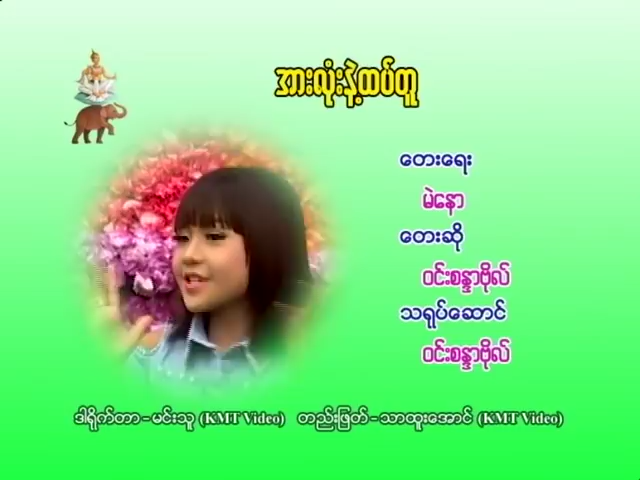 အားလုံးနဲ့ထပ်တူ
တေးရေး
မဲနော
တေးဆို
ဝင်းစန္ဒာဗိုလ်
သရုပ်ဆောင်
ဝင်းစန္ဒာဗိုလ်
ဒါရိုက်တာ - မင်းသူ (KMT Video) တည်းဖြတ် - သာထူးအောင် (KMT Video)